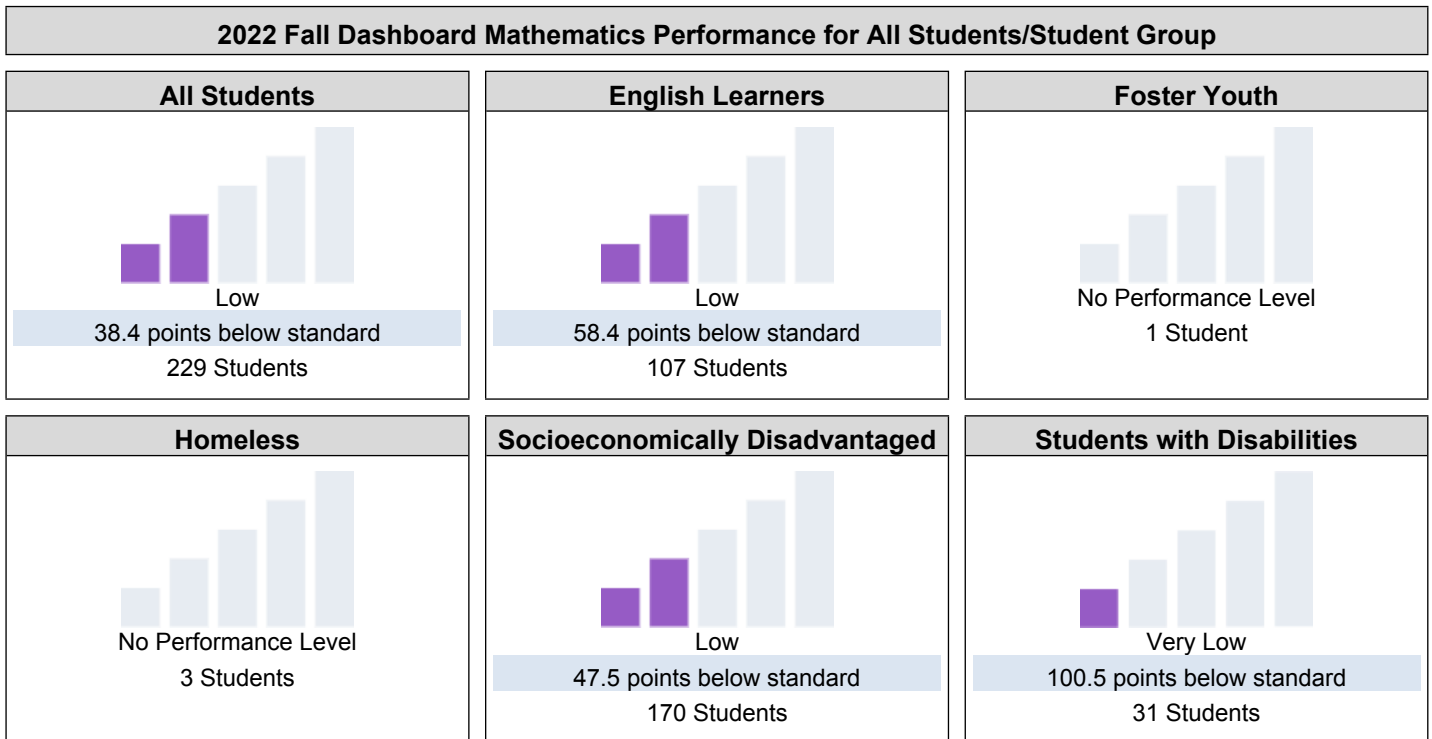 2022 Fall Dashboard Mathematics Performance for All Students/Student Group
All Students
Low
38.4 points below standard
229 Students
English Learners
Low
58.4 points below standard
107 Students
Foster Youth
No Performance Level
1 Student
Homeless
No Performance Level
3 Students
Socioeconomically Disadvantaged
Low
47.5 points below standard
170 Students
Students with Disabilities
Very Low
100.5 points below standard
31 Students